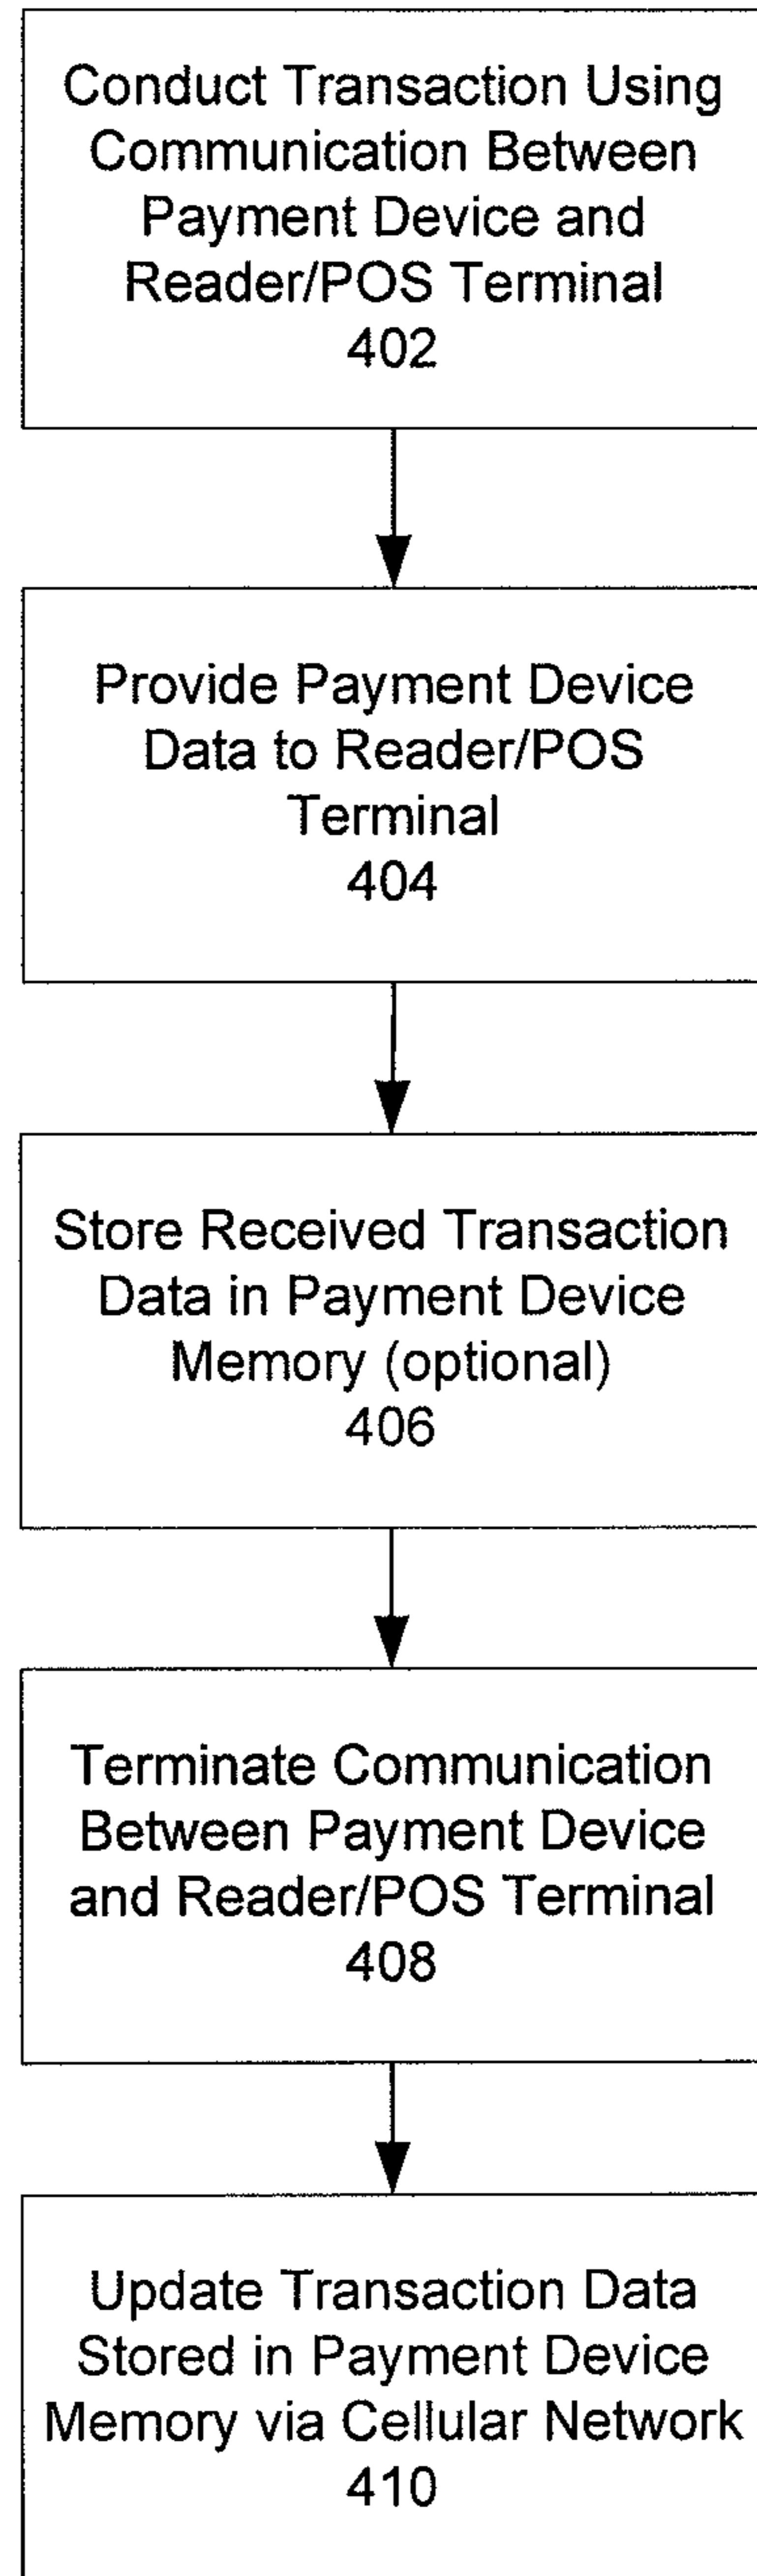 Conduct Transaction Using
Communication Between
Payment Device and
Reader/POS Terminal
402
Provide Payment Device
Data to Reader/POS
Terminal
404
Store Received Transaction
Data in Payment Device
Memory (optional)
406
Terminate Communication
Between Payment Device
and Reader/POS Terminal
408
Update Transaction Data
Stored in Payment Device
Memory via Cellular Network
410